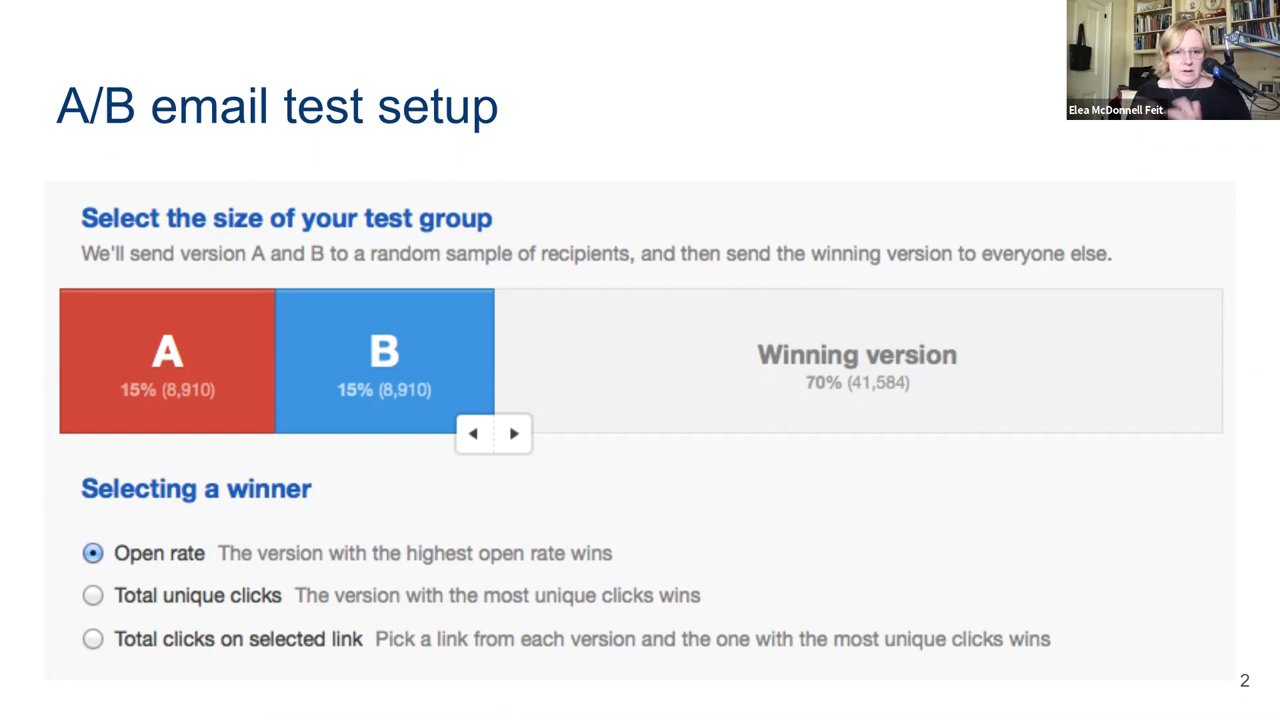 Elea McDonnell Feit
A/B email test setup
Select the size of your test group
We'll send version A and B to a random sample of recipients, and then send the winning version to everyone else.
A
15% (8,910)
B
15% (8,910)
Winning version
70% (41,584)
Selecting a winner
Open rate The version with the highest open rate wins
Total unique clicks The version with the most unique clicks wins
Total clicks on selected link Pick a link from each version and the one with the most unique clicks wins
2